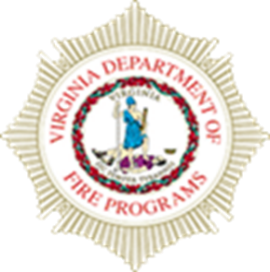 VIRGINIA DEPARTMENT OF
FIRE PROGRAMS
VIRGINIA